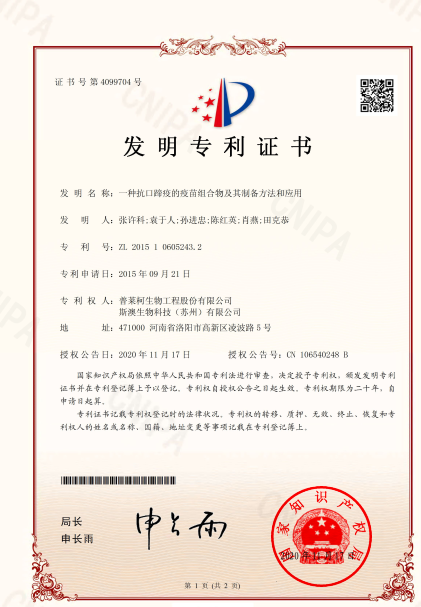 证书号第4099704号
发明专利证书
发 明 名 称：一种抗口蹄疫的疫苗组合物及其制备方法和应用
发 明 人：张许科;袁于人;孙进忠;陈红英;肖燕;田克恭
专 利 号：ZL 2015 1 0605243.2
专利申请日：2015年09月21日
专 利 权 人：普莱柯生物工程股份有限公司
斯澳生物科技（苏州）有限公司
地 址：471000 河南省洛阳市高新区凌波路5号
授权公告日：2020年11月17日 授权公告号：CN 106540248 B
国家知识产权局依照中华人民共和国专利法进行审查，决定授予专利权，颁发发明专利
证书并在专利登记簿上予以登记。专利权自授权公告之日起生效。专利权期限为二十年，自
申请日起算。
专利证书记载专利权登记时的法律状况。专利权的转移、质押、无效、终止、恢复和专
利权人的姓名或名称、国籍、地址变更等事项记载在专利登记簿上。
局长
申长雨
申长雨
国家知识产权局
2020年11月17日
第 1 页 (共 2 页)
CNIPA
CNIPA
CNIPA